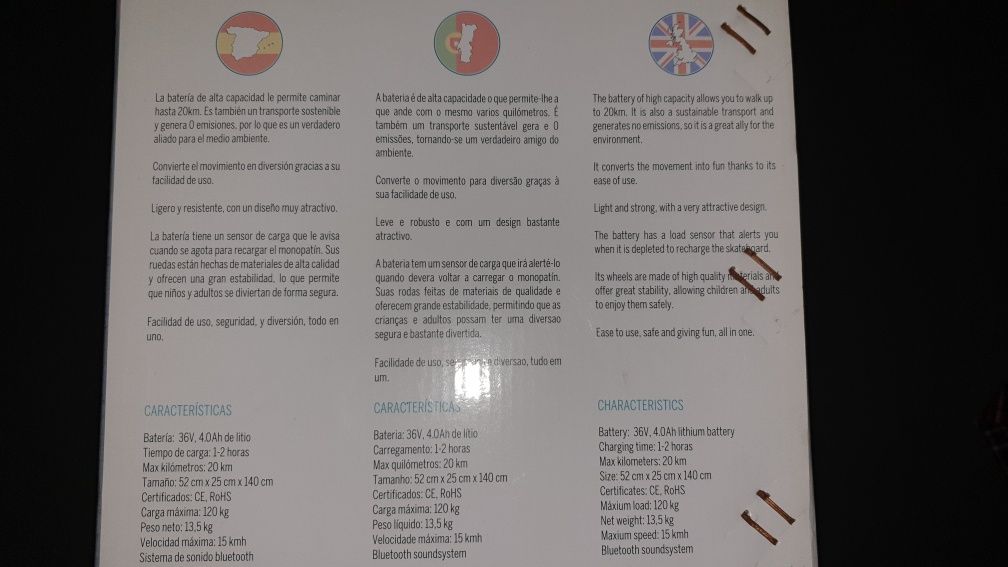 La batería de alta capacidad le permite caminar
hasta 20km. Es también un transporte sostenible
y genera 0 emisiones, por lo que es un verdadero
aliado para el medio ambiente.
Convierte el movimiento en diversión gracias a su
facilidad de uso.
Ligero y resistente, con un diseño muy atractivo.
La batería tiene un sensor de carga que le avisa
cuando se agota para recargar el monopatín. Sus
ruedas están hechas de materiales de alta calidad
y ofrecen una gran estabilidad, lo que permite
que niños y adultos se diviertan de forma segura.
Facilidad de uso, seguridad, y diversión, todo en
uno.
CARACTERÍSTICAS
Batería: 36V, 4.0Ah de litio
Tiempo de carga: 1-2 horas
Max kilómetros: 20 km
Tamaño: 52 cm x 25 cm x 140 cm
Certificados: CE, RoHS
Carga máxima: 120 kg
Peso neto: 13,5 kg
Velocidad máxima: 15 kmh
Sistema de sonido bluetooth
A bateria é de alta capacidade o que permite-lhe a
que ande com o mesmo varios quilómetros. É
também um transporte sustentável gera e 0
emissões, tornando-se um verdadeiro amigo do
ambiente.
Converte o movimento para diversão graças à
sua facilidade de uso.
Leve e robusto e com um design bastante
atractivo.
A bateria tem um sensor de carga que irá alerté-lo
quando devera voltar a carregar o monopatín.
Suas rodas feitas de materiais de qualidade e
oferecem grande estabilidade, permitindo que as
crianças e adultos possam ter uma diversao
segura e bastante divertida.
Facilidade de uso, e diversao, tudo em
um.
CARACTERÍSTICAS
Bateria: 36V, 4.0Ah de lítio
Carregamento: 1-2 horas
Max quilómetros: 20 km
Tamanho: 52 cm x 25 cm x 140 cm
Certificados: CE, RoHS
Carga máxima: 120 kg
Peso líquido: 13,5 kg
Velocidade máxima: 15 kmh
Bluetooth soundsystem
The battery of high capacity allows you to walk up
to 20km. It is also a sustainable transport and
generates no emissions, so it is a great ally for the
environment.
It converts the movement into fun thanks to its
ease of use.
Light and strong, with a very attractive design.
The battery has a load sensor that alerts you
when it is depleted to recharge the skateboard.
Its wheels are made of high quality materials and
offer great stability, allowing children and adults
to enjoy them safely.
Ease to use, safe and giving fun, all in one.
CHARACTERISTICS
Battery: 36V, 4.0Ah lithium battery
Charging time: 1-2 horas
Max kilometers: 20 km
Size: 52 cm x 25 cm x 140 cm
Certificates: CE, RoHS
Máxium load: 120 kg
Net weight: 13,5 kg
Maxium speed: 15 kmh
Bluetooth soundsystem